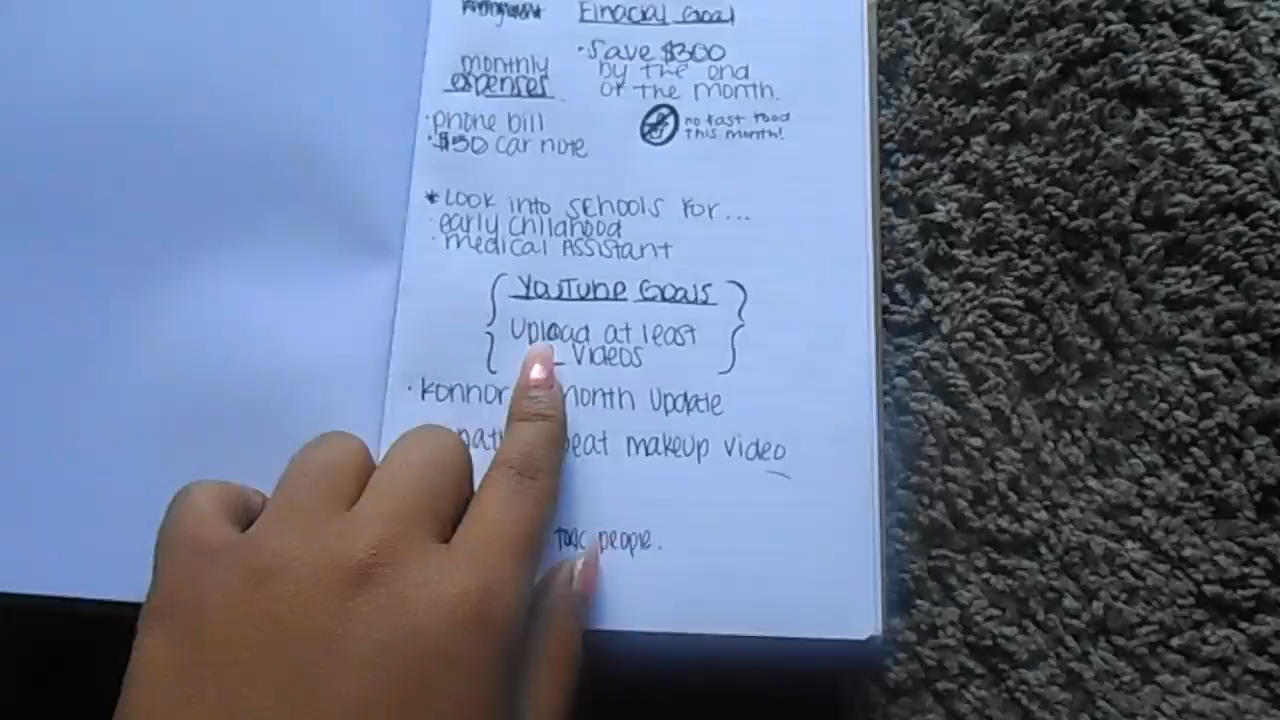 Finacial Goal
monthly
expenses
• Save $300
by the end
of the month.
no fast food
this month!
• phone bill
• $50 car note
*Look into schools for...
• early childhood
• medical Assistant
YouTube Goals
Upload at least
videos
• Konnor month update
beat makeup video
people.